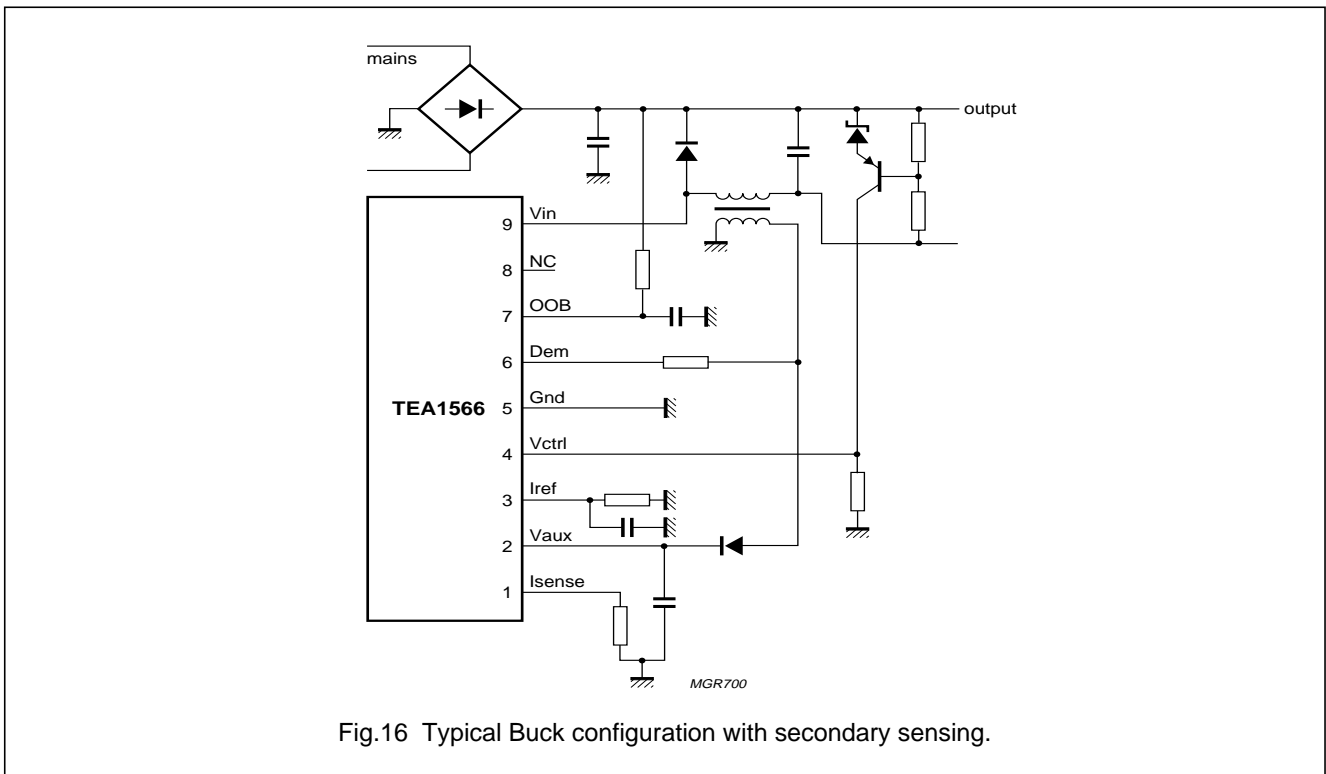 mains
output
9 Vin
8 NC
7 OOB
6 Dem
TEA1566 5 Gnd
4 Vctrl
3 Iref
2 Vaux
1 Isense
MGR700
Fig.16 Typical Buck configuration with secondary sensing.